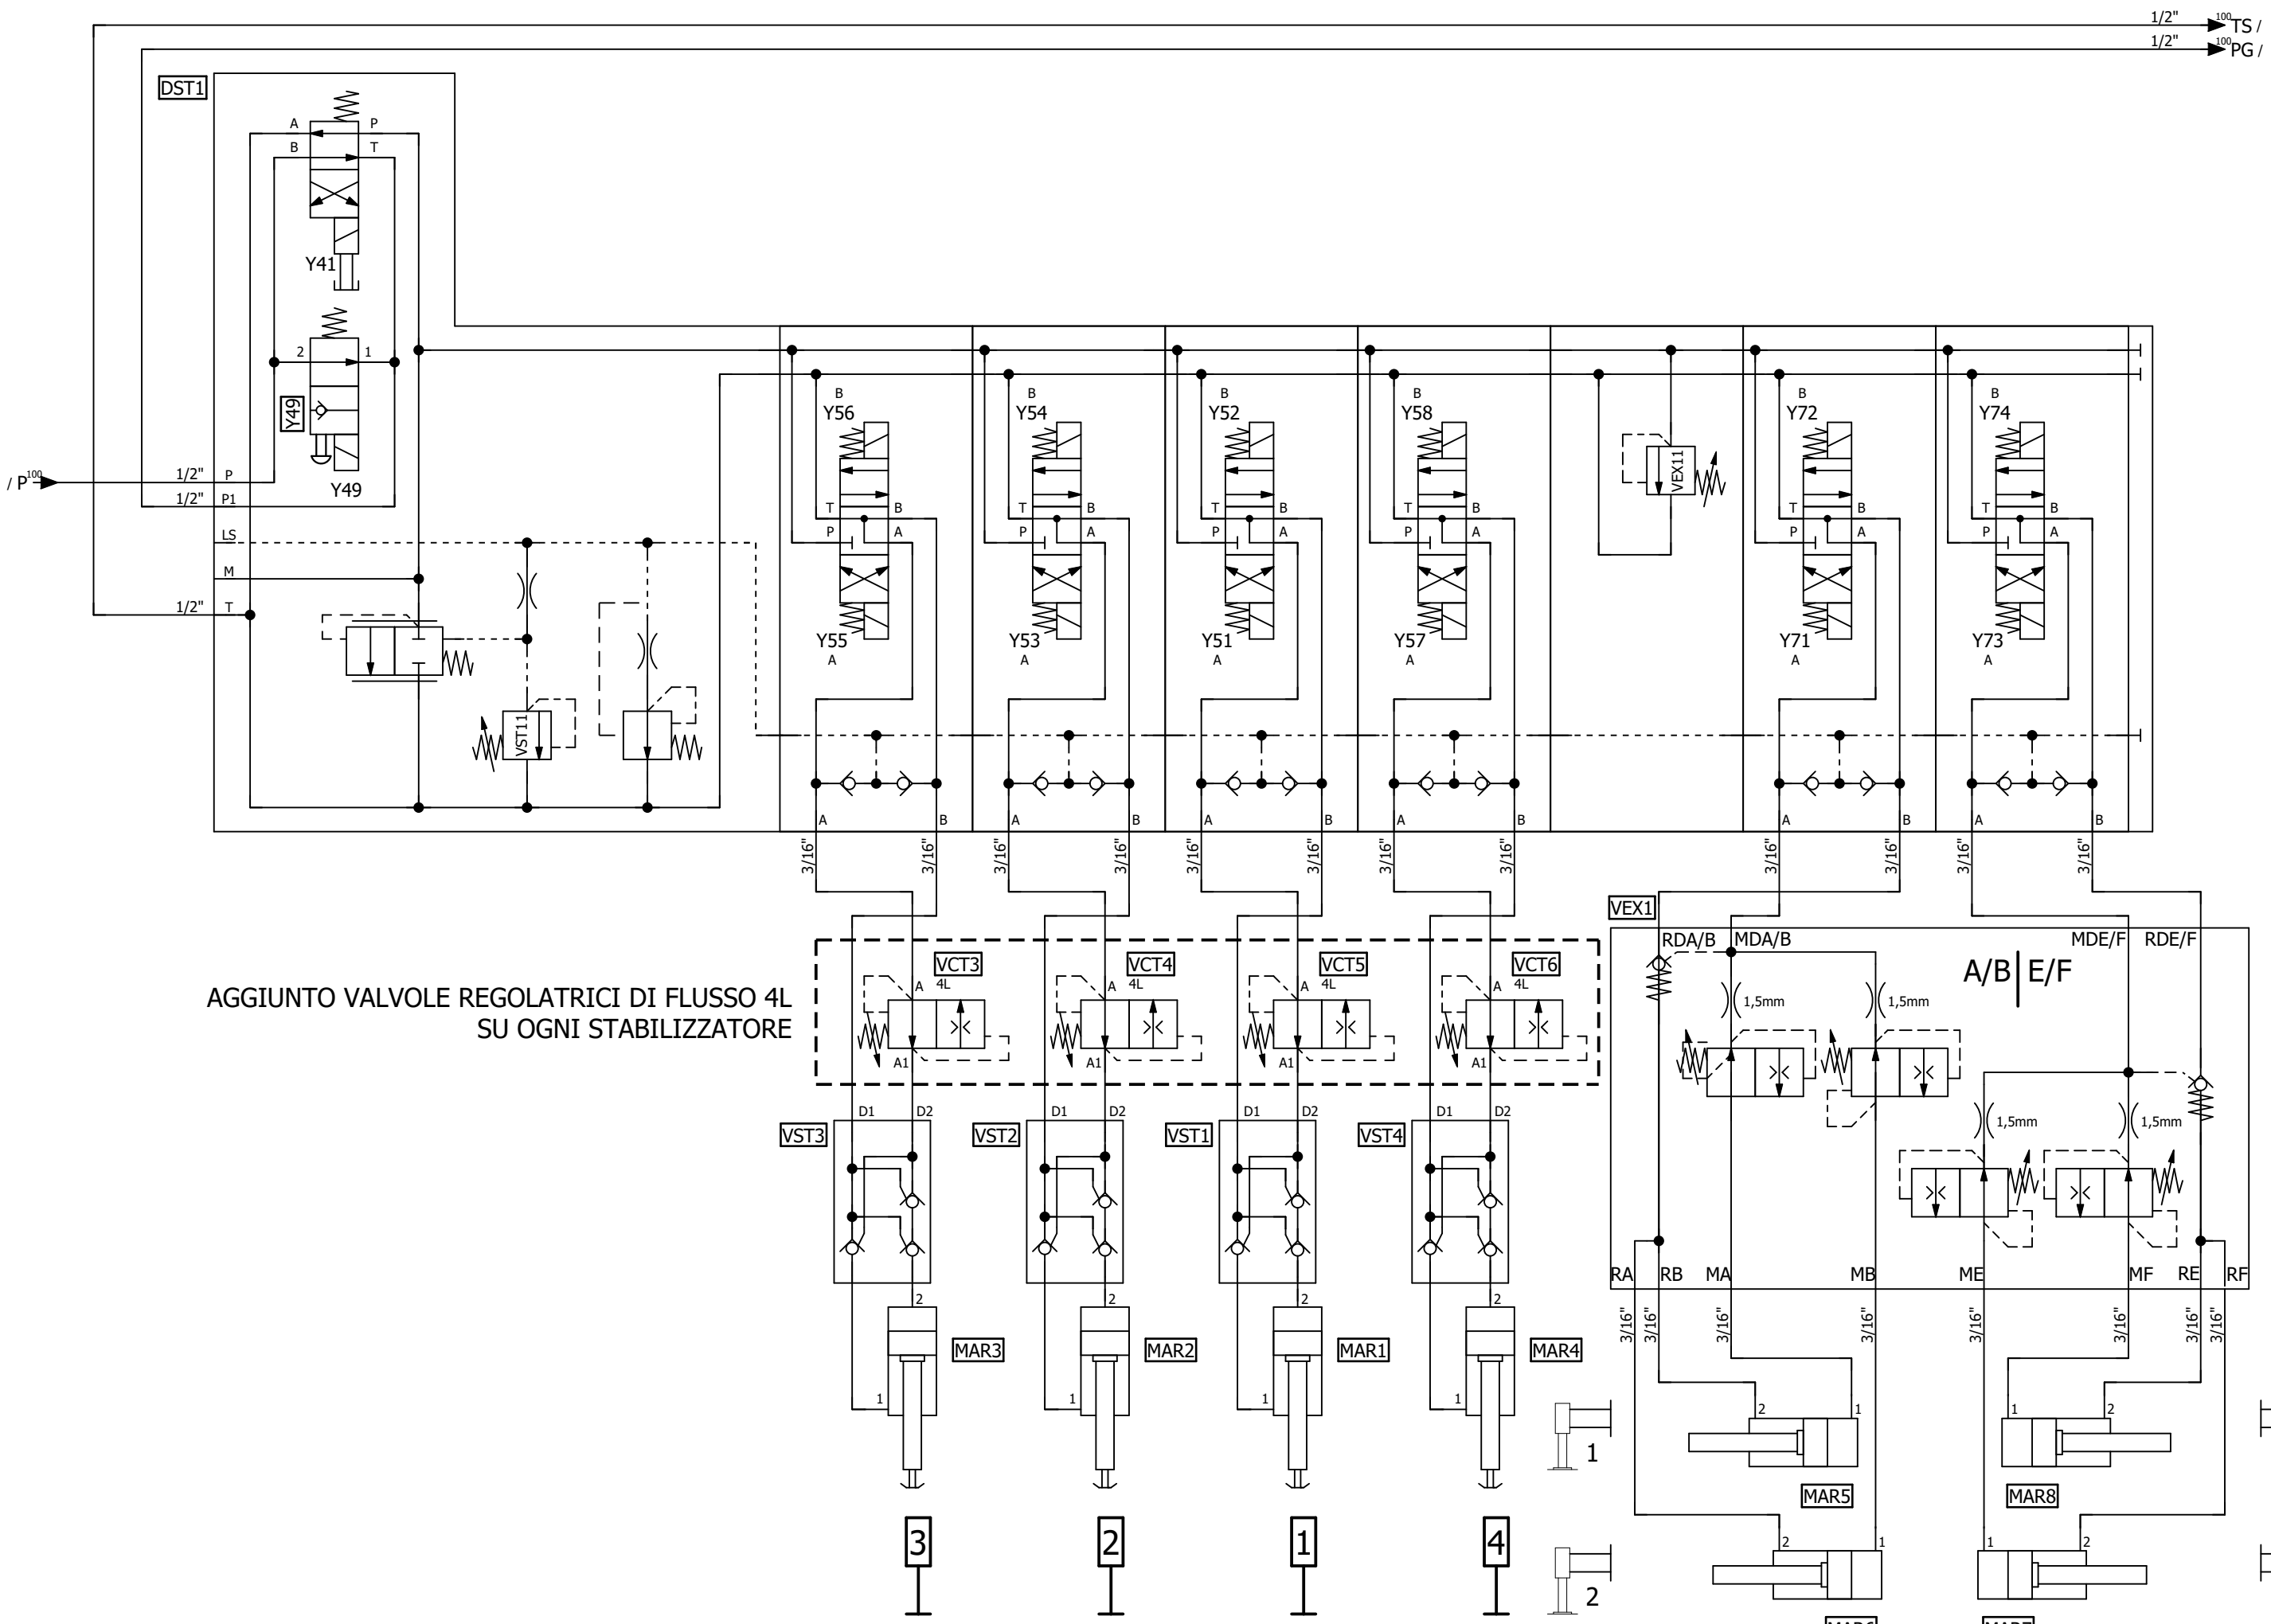 1/2" 100 TS /
1/2" 100 PG /
DST1
A P
B T
Y41
2 1
Y49
Y49
/ P 100 1/2" P
1/2" P1
LS
M
1/2" T
VST11
B B B B B B
Y56 Y54 Y52 Y58 Y72 Y74
VEX11
T B T B T B T B T B T B
P A P A P A P A P A P A
Y55 Y53 Y51 Y57 Y71 Y73
A A A A A A
A B A B A B A B A B A B
3/16" 3/16" 3/16" 3/16" 3/16" 3/16" 3/16" 3/16" 3/16" 3/16" 3/16" 3/16"
VEX1
RDA/B MDA/B MDE/F RDE/F
A/B E/F
AGGIUNTO VALVOLE REGOLATRICI DI FLUSSO 4L
SU OGNI STABILIZZATORE
VCT3 VCT4 VCT5 VCT6
A 4L A 4L A 4L A 4L
1,5mm 1,5mm
A1 A1 A1 A1
D1 D2 D1 D2 D1 D2 D1 D2
1,5mm 1,5mm
VST3 VST2 VST1 VST4
RA RB MA MB ME MF RE RF
2 2 2 2
3/16" 3/16" 3/16" 3/16" 3/16" 3/16" 3/16" 3/16"
MAR3 MAR2 MAR1 MAR4
1 1 1 1
2 1 1 2
1
MAR5 MAR8
3 2 1 4
2 1 1 2
2